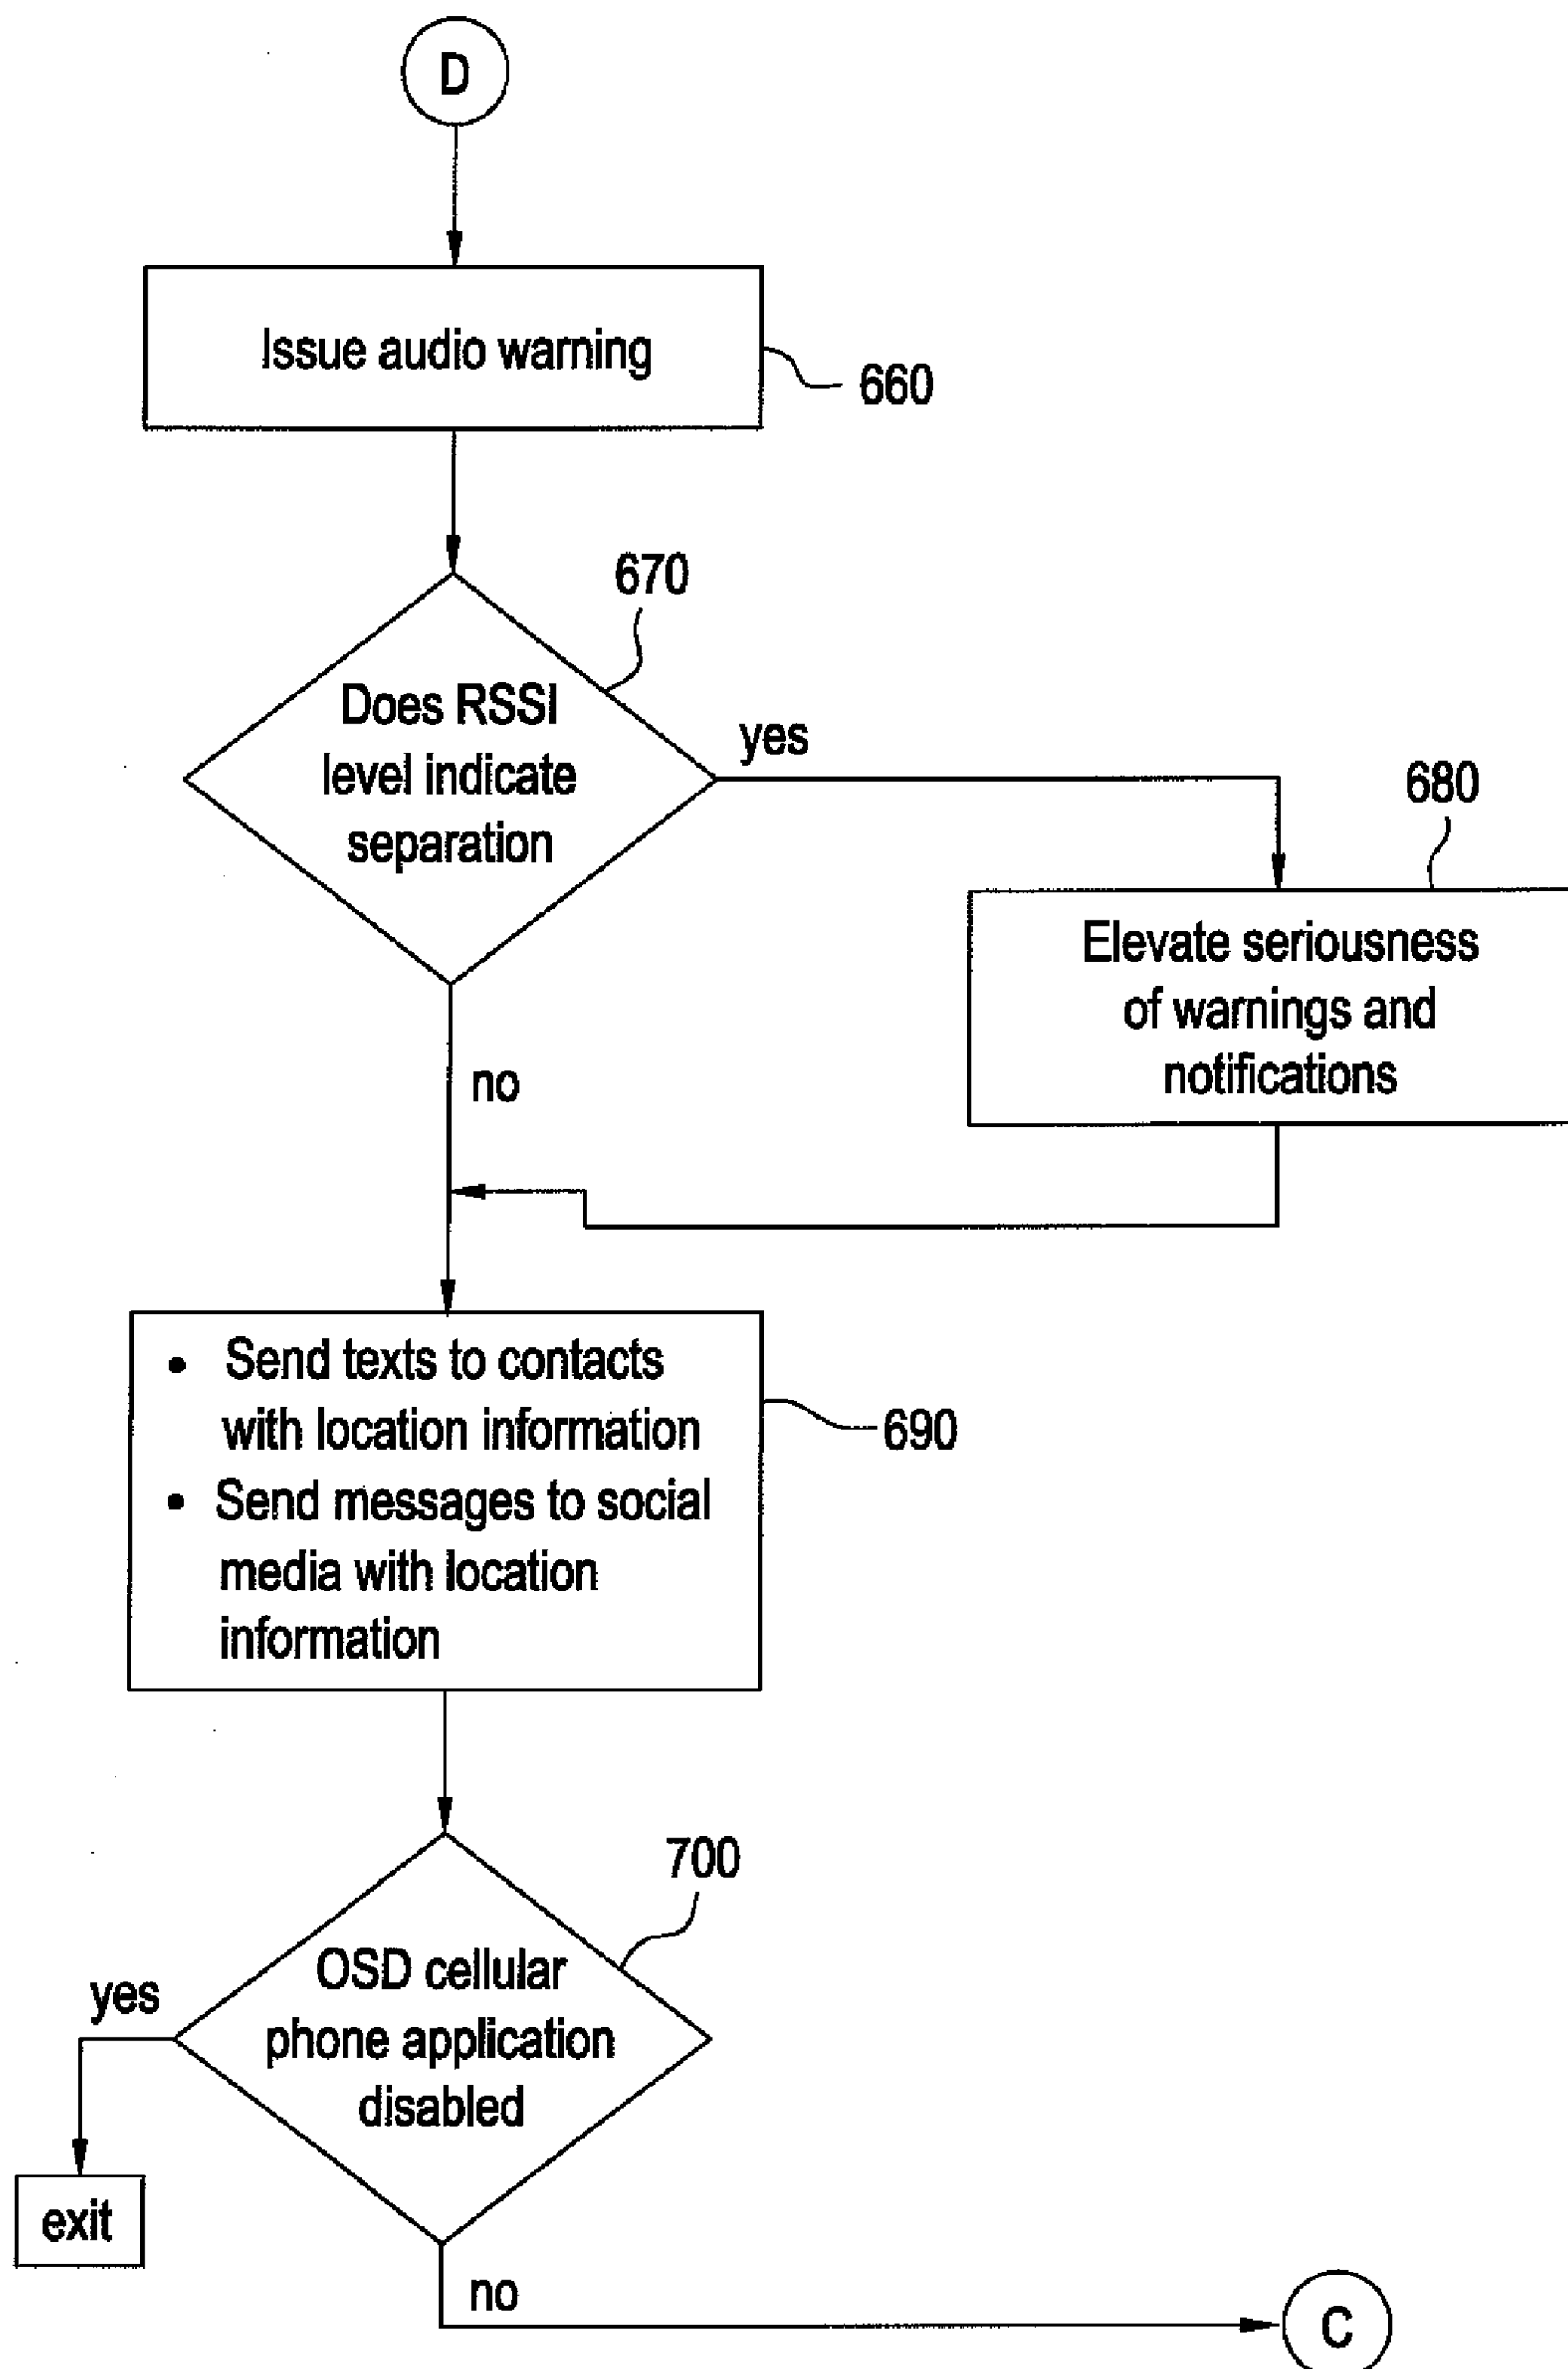 D
Issue audio warning
660
670
Does RSSI
level indicate
separation
yes
680
Elevate seriousness
of warnings and
notifications
no
• Send texts to contacts
with location information
• Send messages to social
media with location
information
690
700
OSD cellular
phone application
disabled
yes
exit
no
C